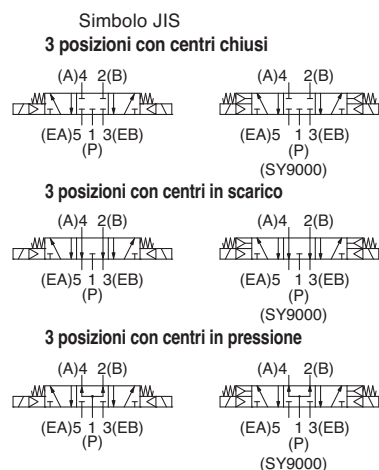 Simbolo JIS
3 posizioni con centri chiusi
(A)4 2(B) (A)4 2(B)
(EA)5 1 3(EB) (EA)5 1 3(EB)
(P) (P)
(SY9000)
3 posizioni con centri in scarico
(A)4 2(B) (A)4 2(B)
(EA)5 1 3(EB) (EA)5 1 3(EB)
(P) (P)
(SY9000)
3 posizioni con centri in pressione
(A)4 2(B) (A)4 2(B)
(EA)5 1 3(EB) (EA)5 1 3(EB)
(P) (P)
(SY9000)